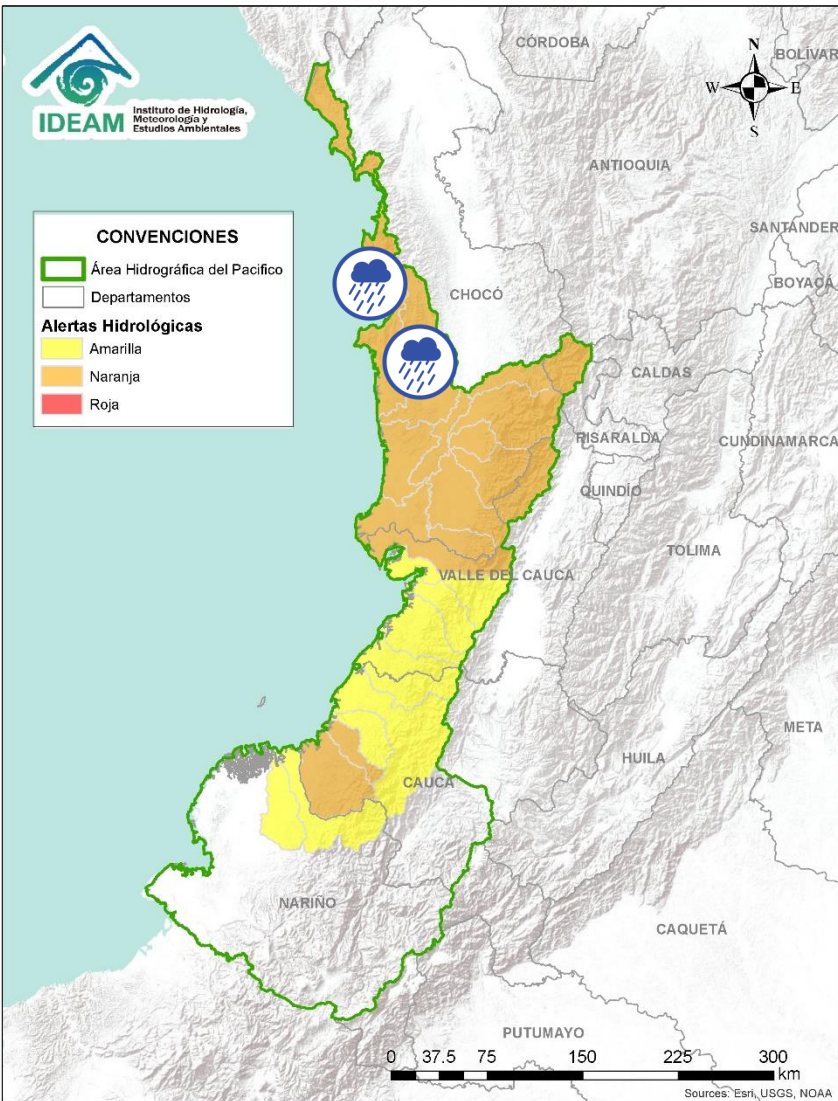 IDEAM
Instituto de Hidrología,
Meteorología y
Estudios Ambientales
CÓRDOBA
BOLÍVAR
N
W
E
S
ANTIOQUIA
SANTANDER
BOYACÁ
CONVENCIONES
Área Hidrográfica del Pacifico
Departamentos
Alertas Hidrológicas
Amarilla
Naranja
Roja
CHOCÓ
CALDAS
RISARALDA
CUNDINAMARCA
QUINDÍO
TOLIMA
VALLE DEL CAUCA
META
HUILA
CAUCA
NARIÑO
CAQUETÁ
PUTUMAYO
0 37.5 75 150 225 300
km
Sources: Esri, USGS, NOAA